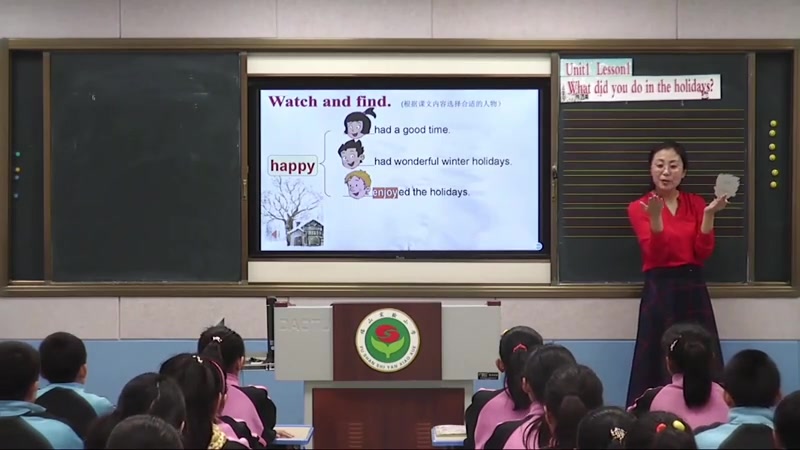 Watch and find. (根据课文内容选择合适的人物)
had a good time.
happy
had wonderful winter holidays.
enjoyed the holidays.
Unit1 Lesson1
What did you do in the holidays?